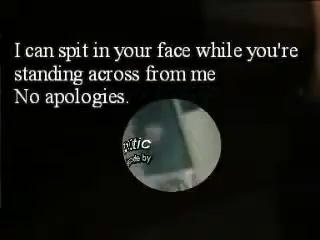 I can spit in your face while you're
standing across from me
No apologies.